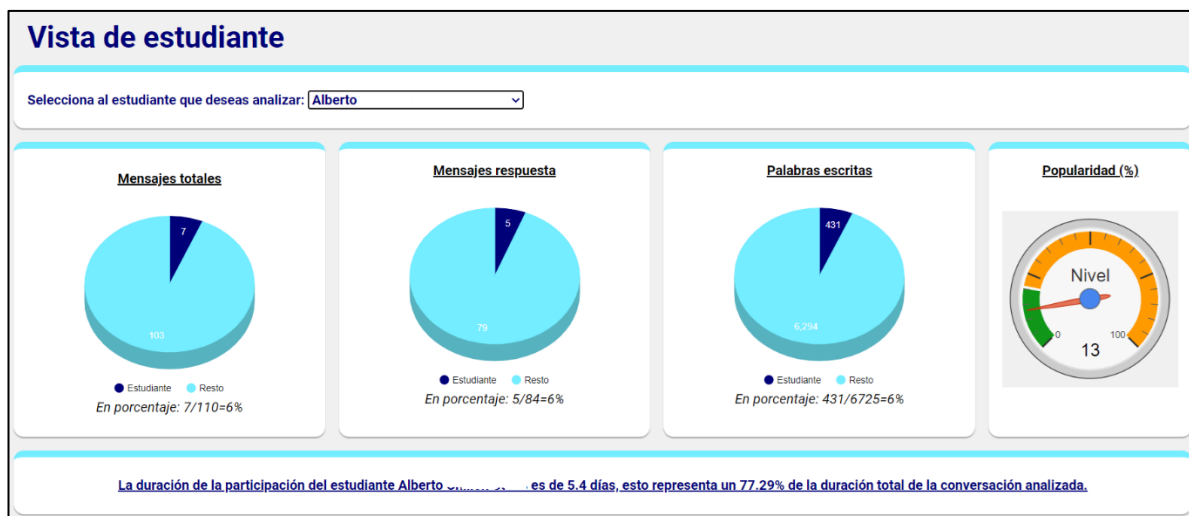 Vista de estudiante
Selecciona al estudiante que deseas analizar: Alberto
Mensajes totales
7
103
Estudiante Resto
En porcentaje: 7/110=6%
Mensajes respuesta
5
79
Estudiante Resto
En porcentaje: 5/84=6%
Palabras escritas
431
6,294
Estudiante Resto
En porcentaje: 431/6725=6%
Popularidad (%)
Nivel
0 100
13
La duración de la participación del estudiante Alberto es de 5.4 días, esto representa un 77.29% de la duración total de la conversación analizada.